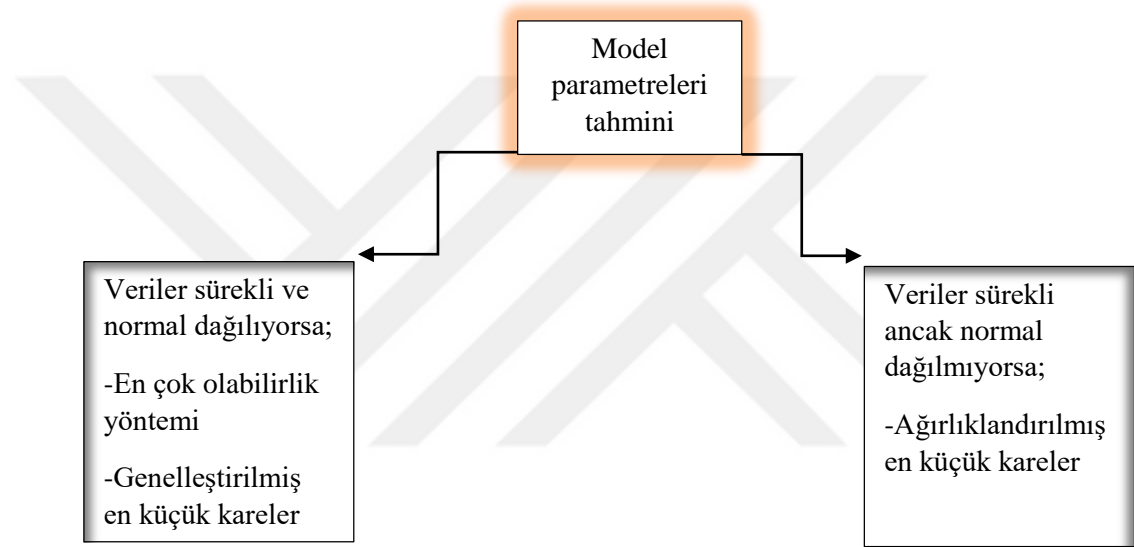 Model
parametreleri
tahmini
Veriler sürekli ve
normal dağılıyorsa;
-En çok olabilirlik
yöntemi
-Genelleştirilmiş
en küçük kareler
Veriler sürekli
ancak normal
dağılmıyorsa;
-Ağırlıklandırılmış
en küçük kareler